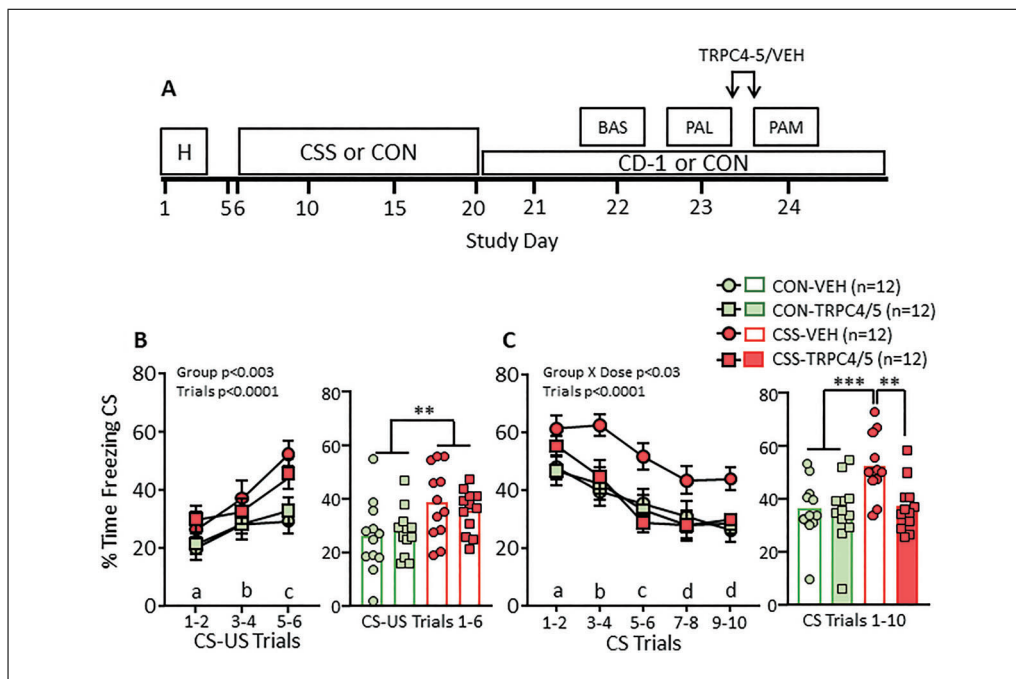 TRPC4-5/VEH
A
H
CSS or CON
BAS
PAL
PAM
CD-1 or CON
1
5
6
10
15
20
21
22
23
24
Study Day
CON-VEH (n=12)
CON-TRPC4/5 (n=12)
CSS-VEH (n=12)
CSS-TRPC4/5 (n=12)
B
Group p<0.003
Trials p<0.0001
% Time Freezing CS
80
60
40
20
0
a
b
c
1-2
3-4
5-6
CS-US Trials
80
60
40
20
0
**
CS-US Trials 1-6
C
Group X Dose p<0.03
Trials p<0.0001
80
60
40
20
0
a
b
c
d
d
1-2
3-4
5-6
7-8
9-10
CS Trials
80
60
40
20
0
***
**
CS Trials 1-10